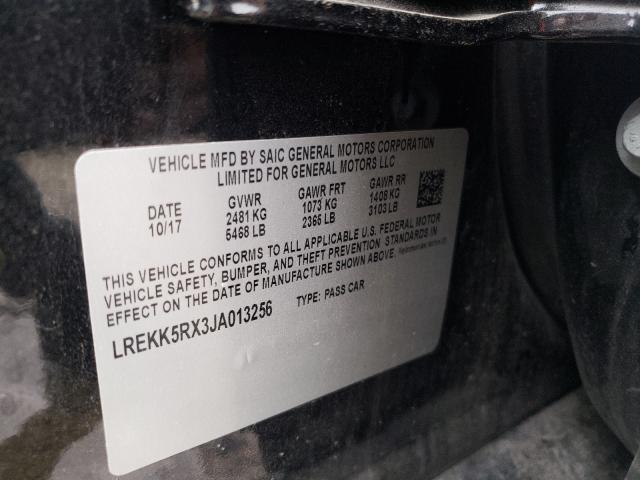 VEHICLE MFD BY SAIC GENERAL MOTORS CORPORATION
LIMITED FOR GENERAL MOTORS LLC
DATE GVWR GAWR FRT GAWR RR
10/17 2481 KG 1073 KG 1408 KG
5468 LB 2366 LB 3103 LB
THIS VEHICLE CONFORMS TO ALL APPLICABLE U.S. FEDERAL MOTOR
VEHICLE SAFETY, BUMPER, AND THEFT PREVENTION STANDARDS IN
EFFECT ON THE DATE OF MANUFACTURE SHOWN ABOVE.
LREKK5RX3JA013256 TYPE: PASS CAR